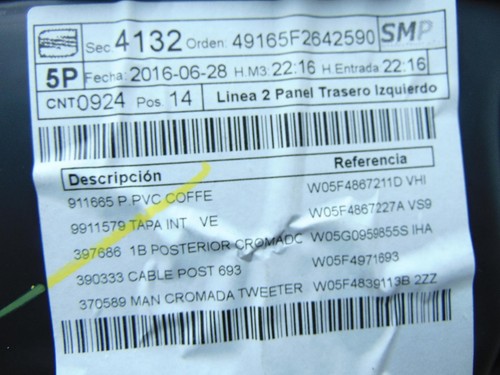 Sec 4132 Orden: 49165F2642590 SMP
5P Fecha: 2016-06-28 H.M3: 22:16 H.Entrada 22:16
CNT 0924 Pos. 14 Linea 2 Panel Trasero Izquierdo
Descripción Referencia
911665 P.PVC COFFE W05F4867211D VHI
9911579 TAPA INT VE W05F4867227A VS9
397686 1B POSTERIOR CROMADC W05G0959855S IHA
390333 CABLE POST 693 W05F4971693
370589 MAN CROMADA TWEETER W05F4839113B 2ZZ